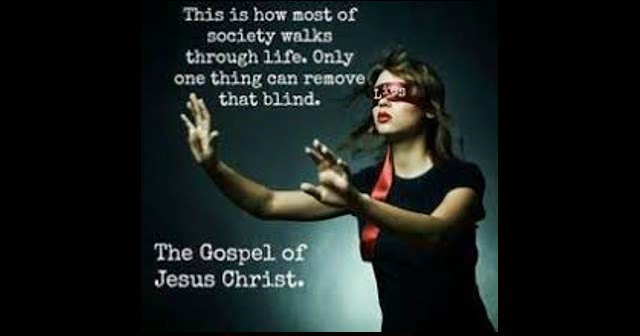 This is how most of
society walks
through life. Only
one thing can remove
that blind.
Lies
The Gospel of
Jesus Christ.